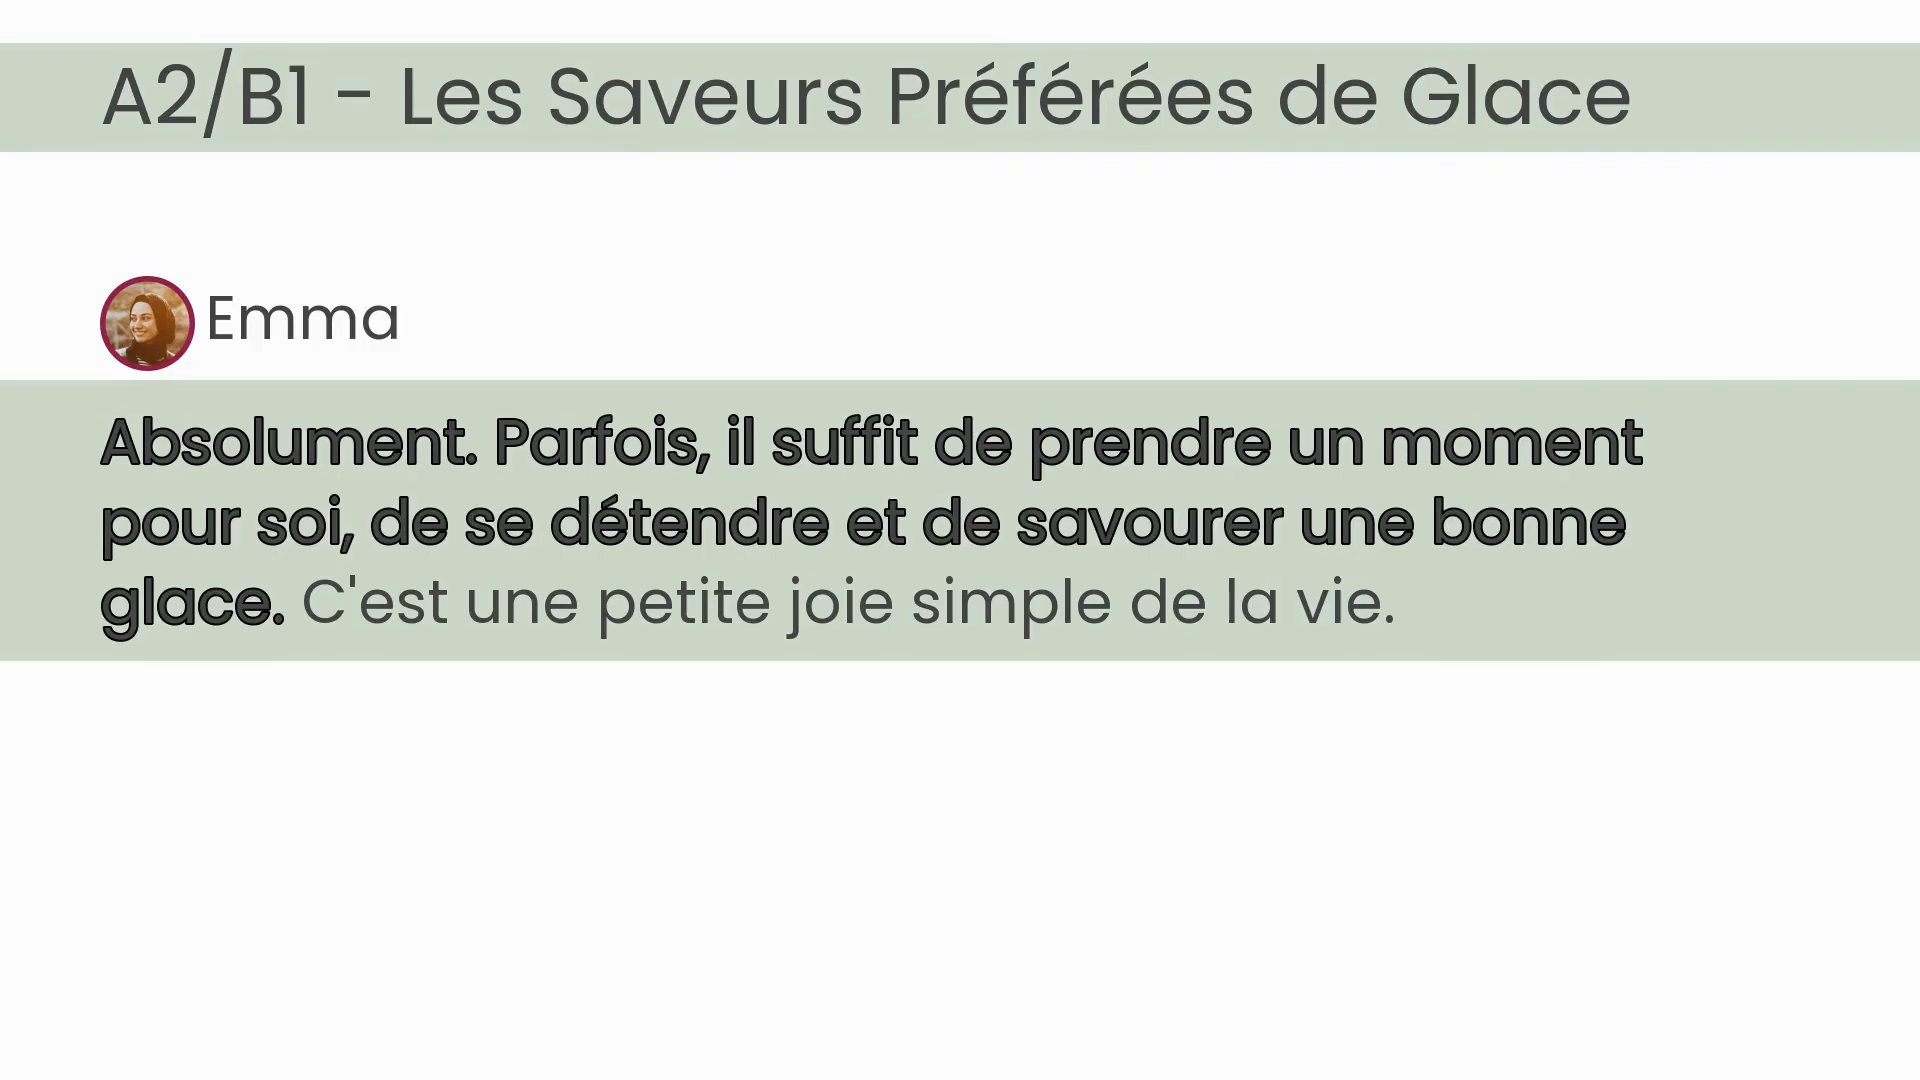 A2/B1 - Les Saveurs Préférées de Glace
Emma
Absolument. Parfois, il suffit de prendre un moment
pour soi, de se détendre et de savourer une bonne
glace. C'est une petite joie simple de la vie.